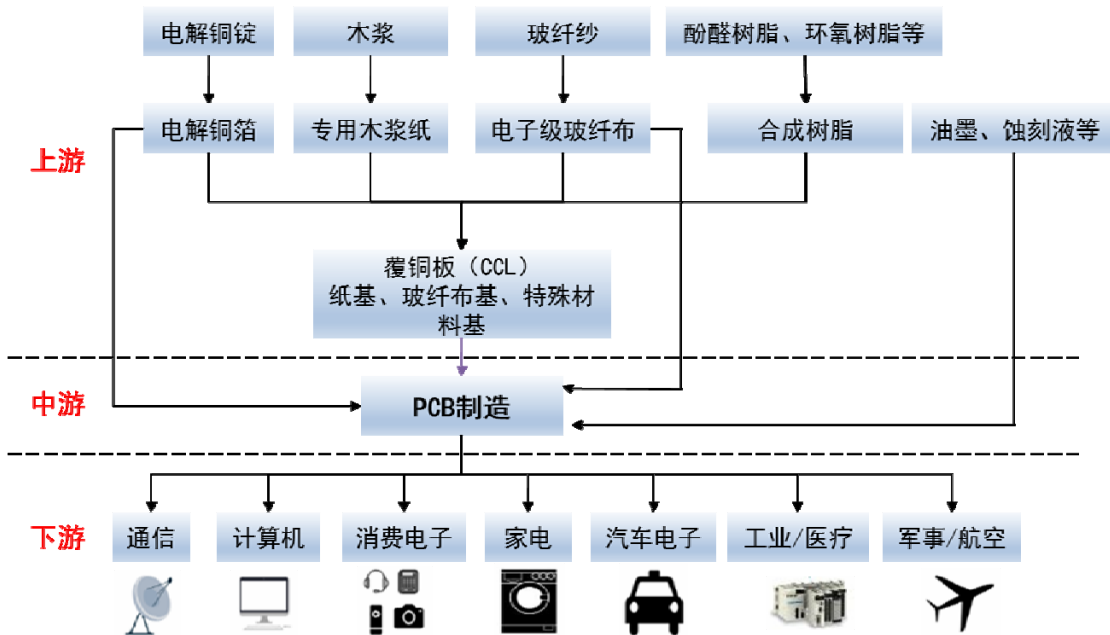 电解铜锭
木浆
玻纤纱
酚醛树脂、环氧树脂等
电解铜箔
专用木浆纸
电子级玻纤布
合成树脂
油墨、蚀刻液等
上游
覆铜板（CCL）
纸基、玻纤布基、特殊材
料基
中游
PCB制造
下游
通信
计算机
消费电子
家电
汽车电子
工业/医疗
军事/航空